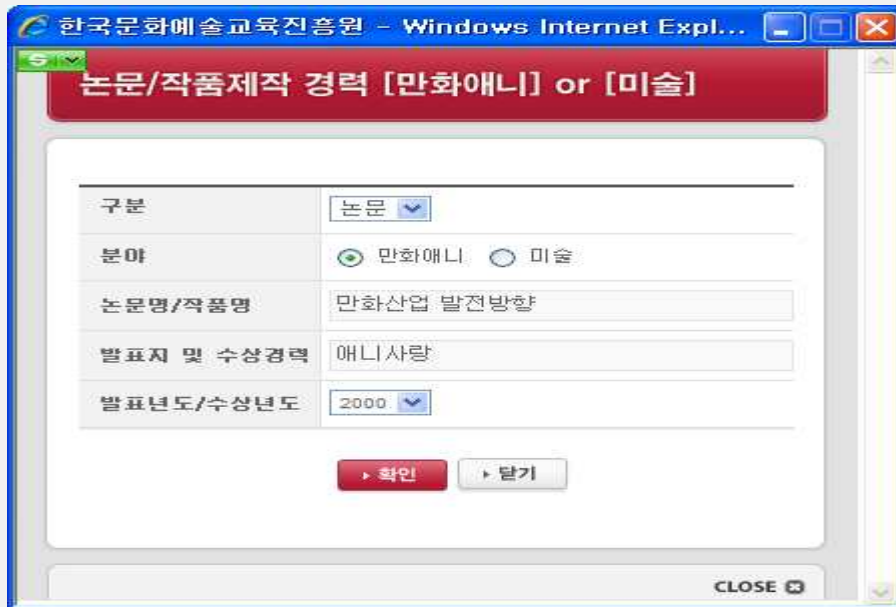 한국문화예술교육진흥원 - Windows Internet Expl...
논문/작품제작 경력 [만화애니] or [미술]
구분 논문
분야 만화애니 미술
논문명/작품명 만화산업 발전방향
발표지 및 수상경력 애니사랑
발표년도/수상년도 2000
확인 닫기
CLOSE